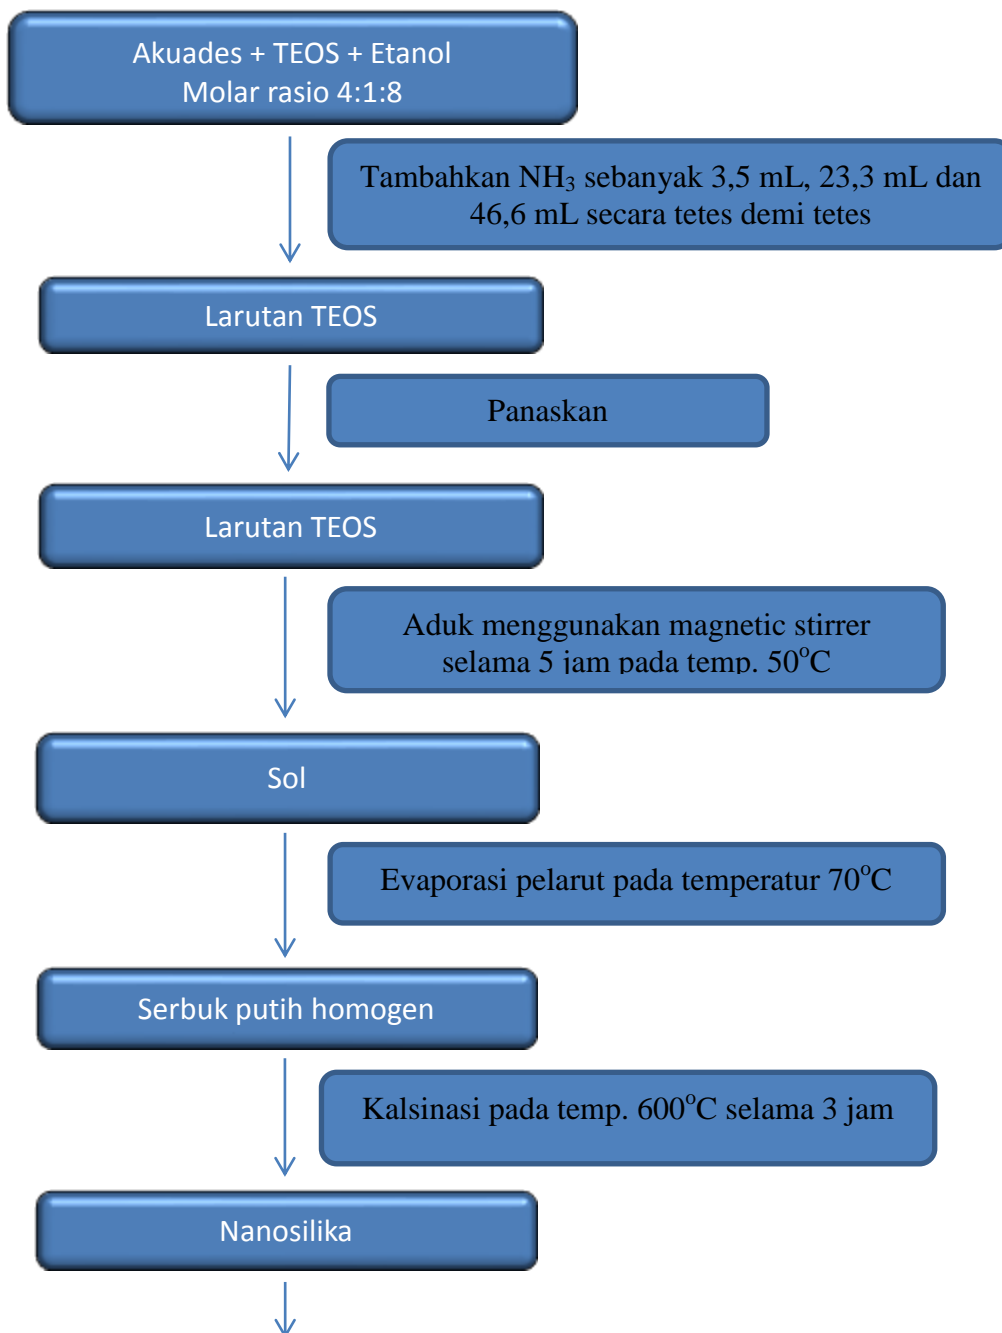 Akuades + TEOS + Etanol
Molar rasio 4:1:8
Tambahkan NH₃ sebanyak 3,5 mL, 23,3 mL dan
46,6 mL secara tetes demi tetes
Larutan TEOS
Panaskan
Larutan TEOS
Aduk menggunakan magnetic stirrer
selama 5 jam pada temp. 50°C
Sol
Evaporasi pelarut pada temperatur 70°C
Serbuk putih homogen
Kalsinasi pada temp. 600°C selama 3 jam
Nanosilika